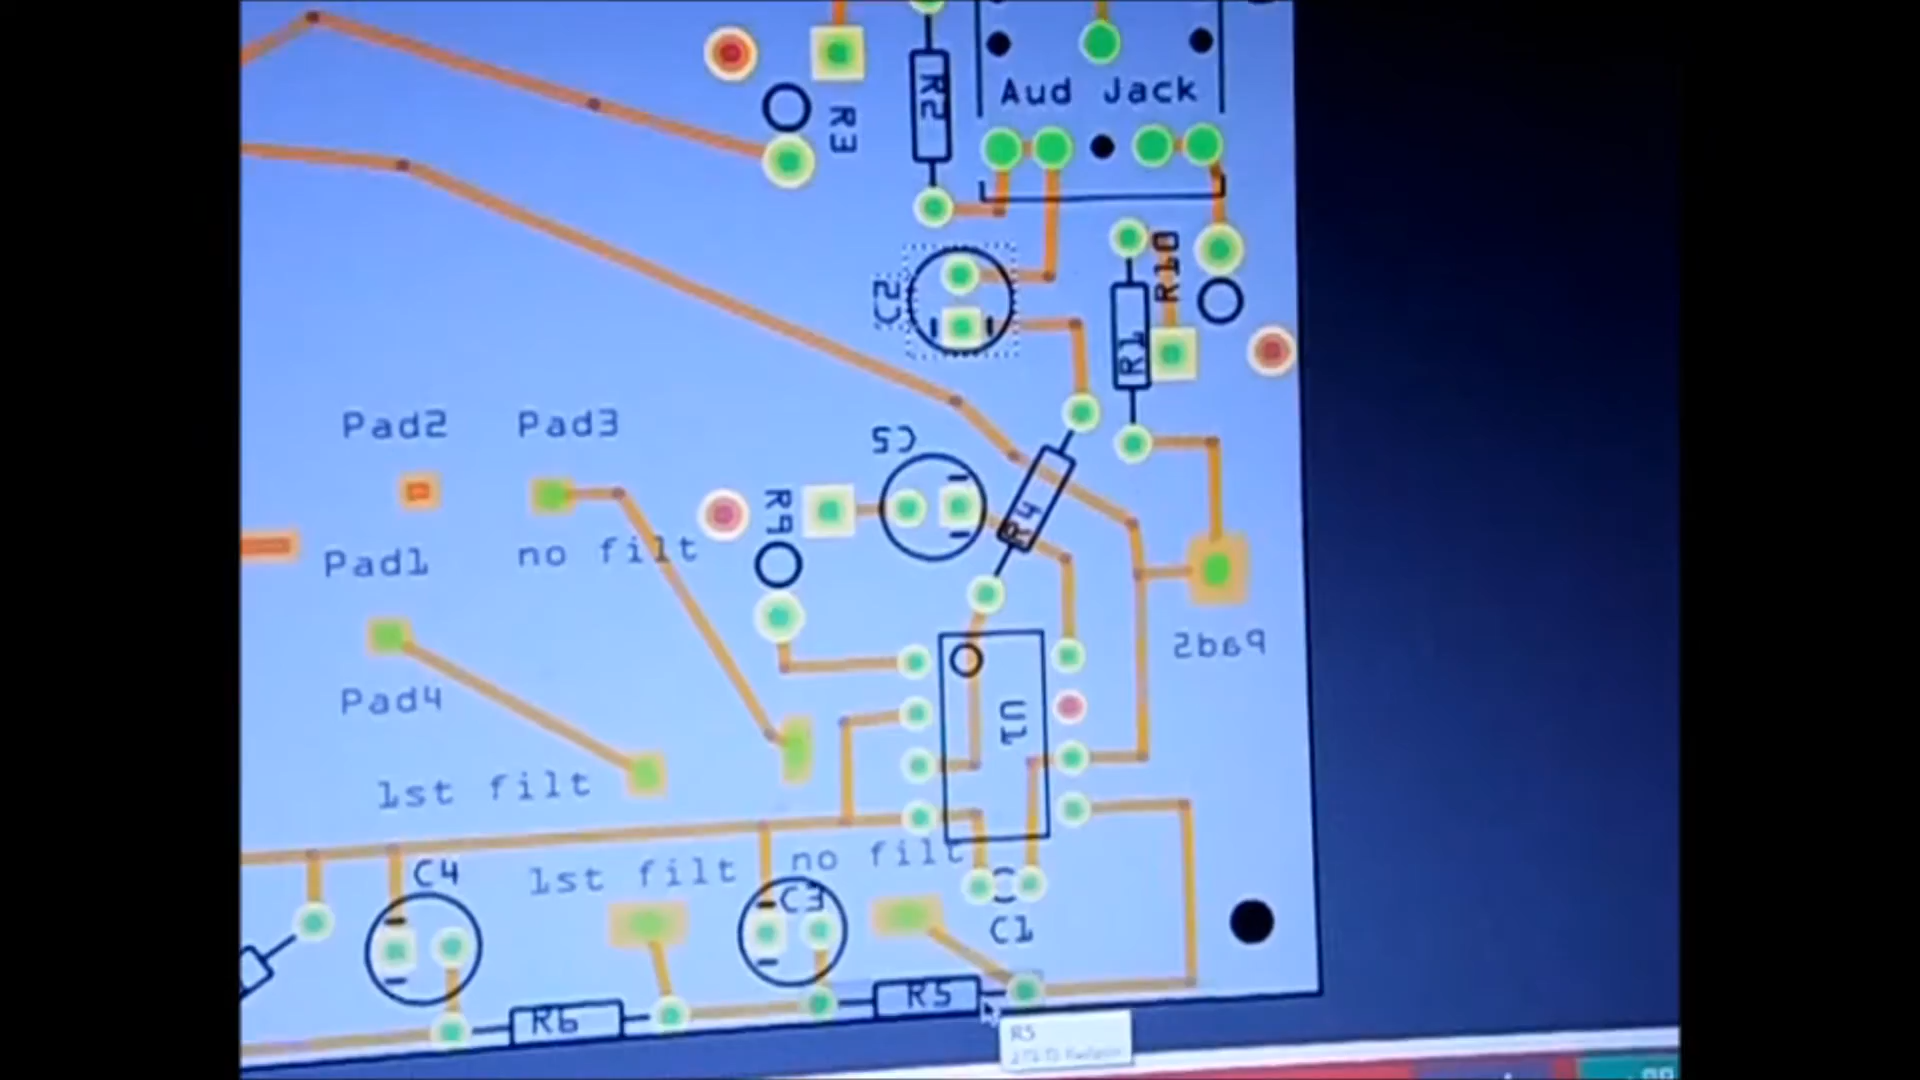 R2
Aud Jack
R3
R10
C2
R1
Pad2
Pad3
C5
R9
R4
no filt
Pad1
Pad5
Pad4
U1
1st filt
no filt
C4
1st filt
C3
C1
R5
R6
R5